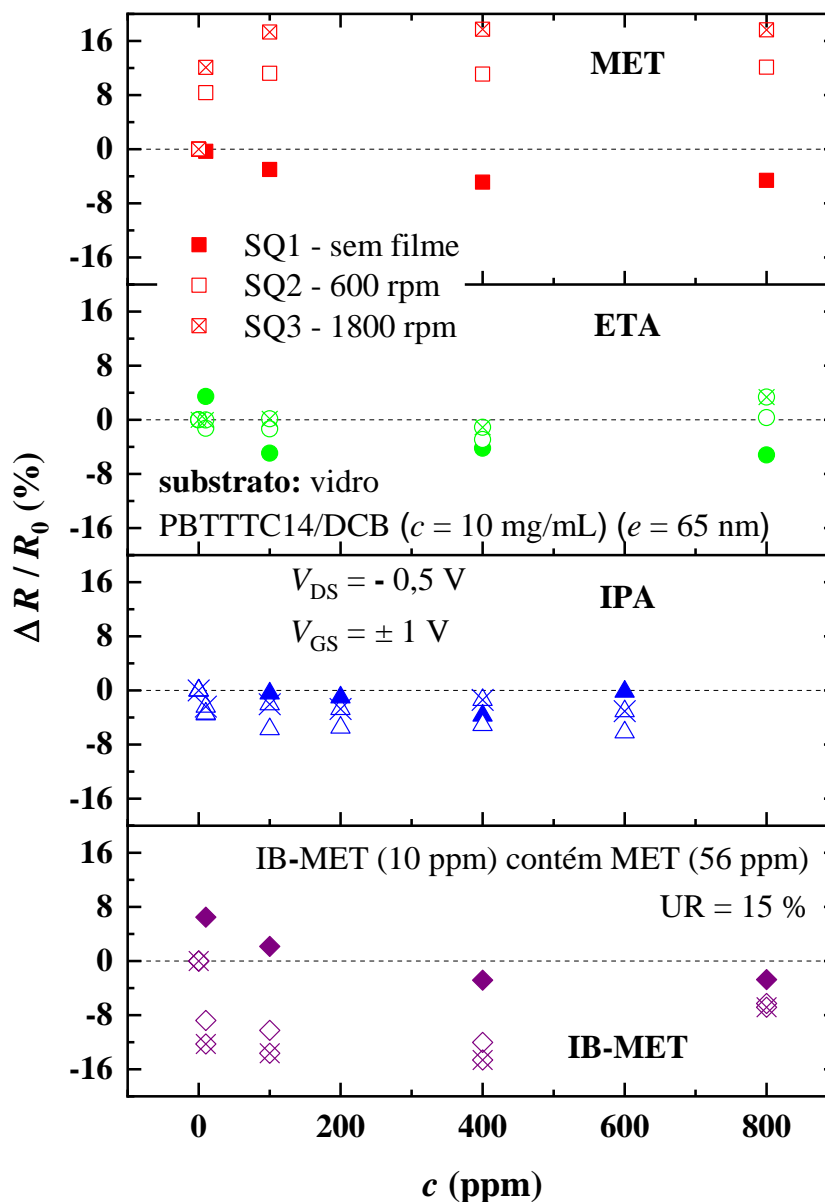 16
8
0
-8
-16
MET
SQ1 - sem filme
SQ2 - 600 rpm
SQ3 - 1800 rpm
16
8
0
-8
-16
ETA
substrato: vidro
PBTTTC14/DCB (c = 10 mg/mL) (e = 65 nm)
Δ R / R0 (%)
16
8
0
-8
-16
VDS = - 0,5 V
VGS = ± 1 V
IPA
16
8
0
-8
-16
IB-MET (10 ppm) contém MET (56 ppm)
UR = 15 %
IB-MET
0 200 400 600 800
c (ppm)